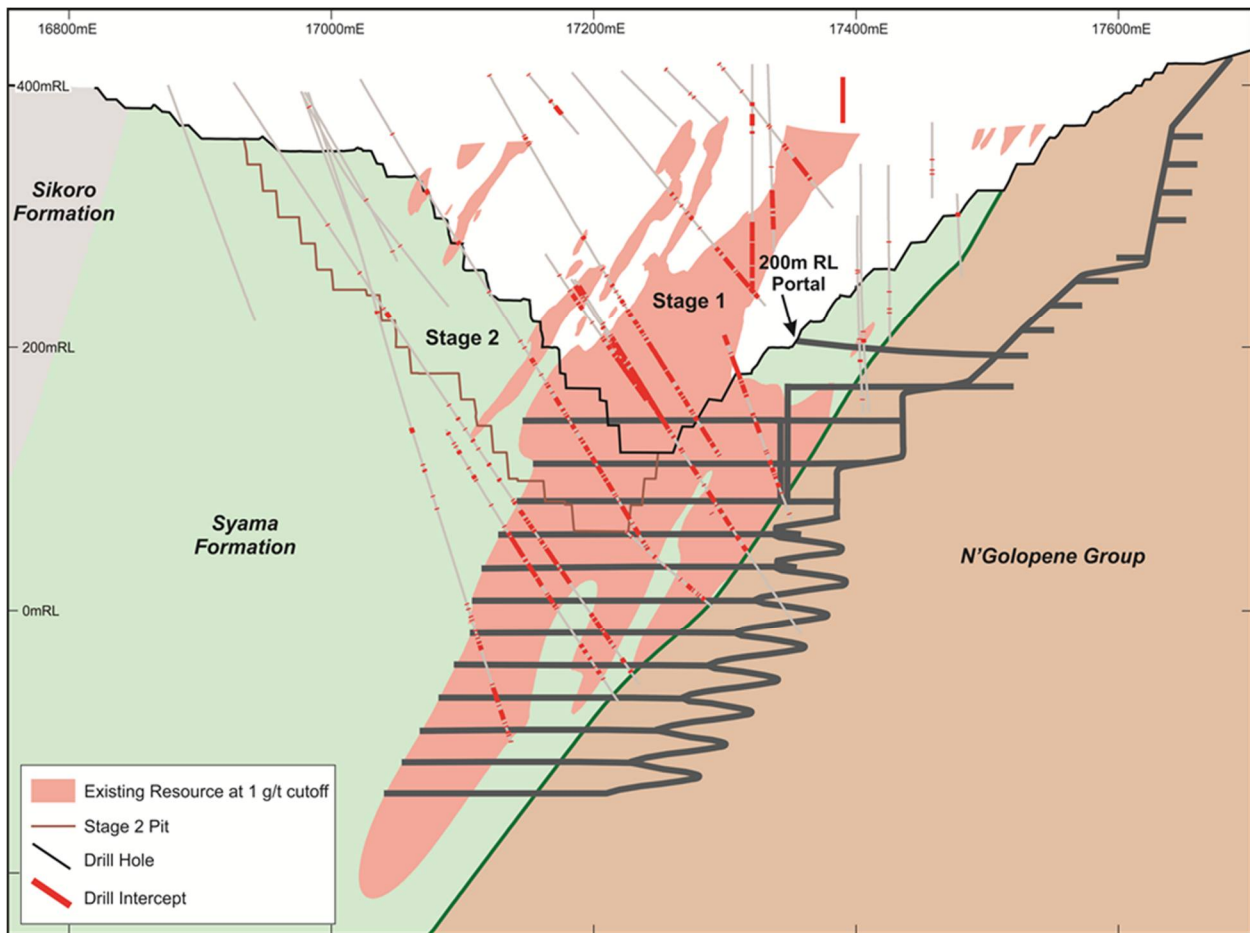 16800mE
17000mE
17200mE
17400mE
17600mE
400mRL
Sikoro
Formation
200m RL
Portal
Stage 1
Stage 2
200mRL
Syama
Formation
N'Golopene Group
0mRL
Existing Resource at 1 g/t cutoff
Stage 2 Pit
Drill Hole
Drill Intercept